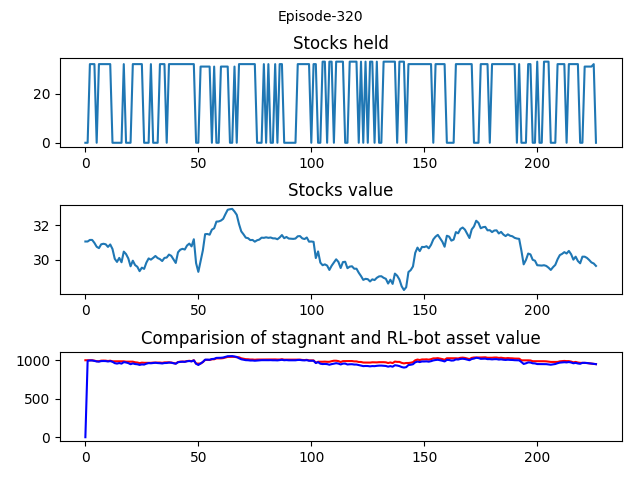 Episode-320
Stocks held
20
0
0 50 100 150 200
Stocks value
32
30
0 50 100 150 200
Comparision of stagnant and RL-bot asset value
1000
500
0
0 50 100 150 200